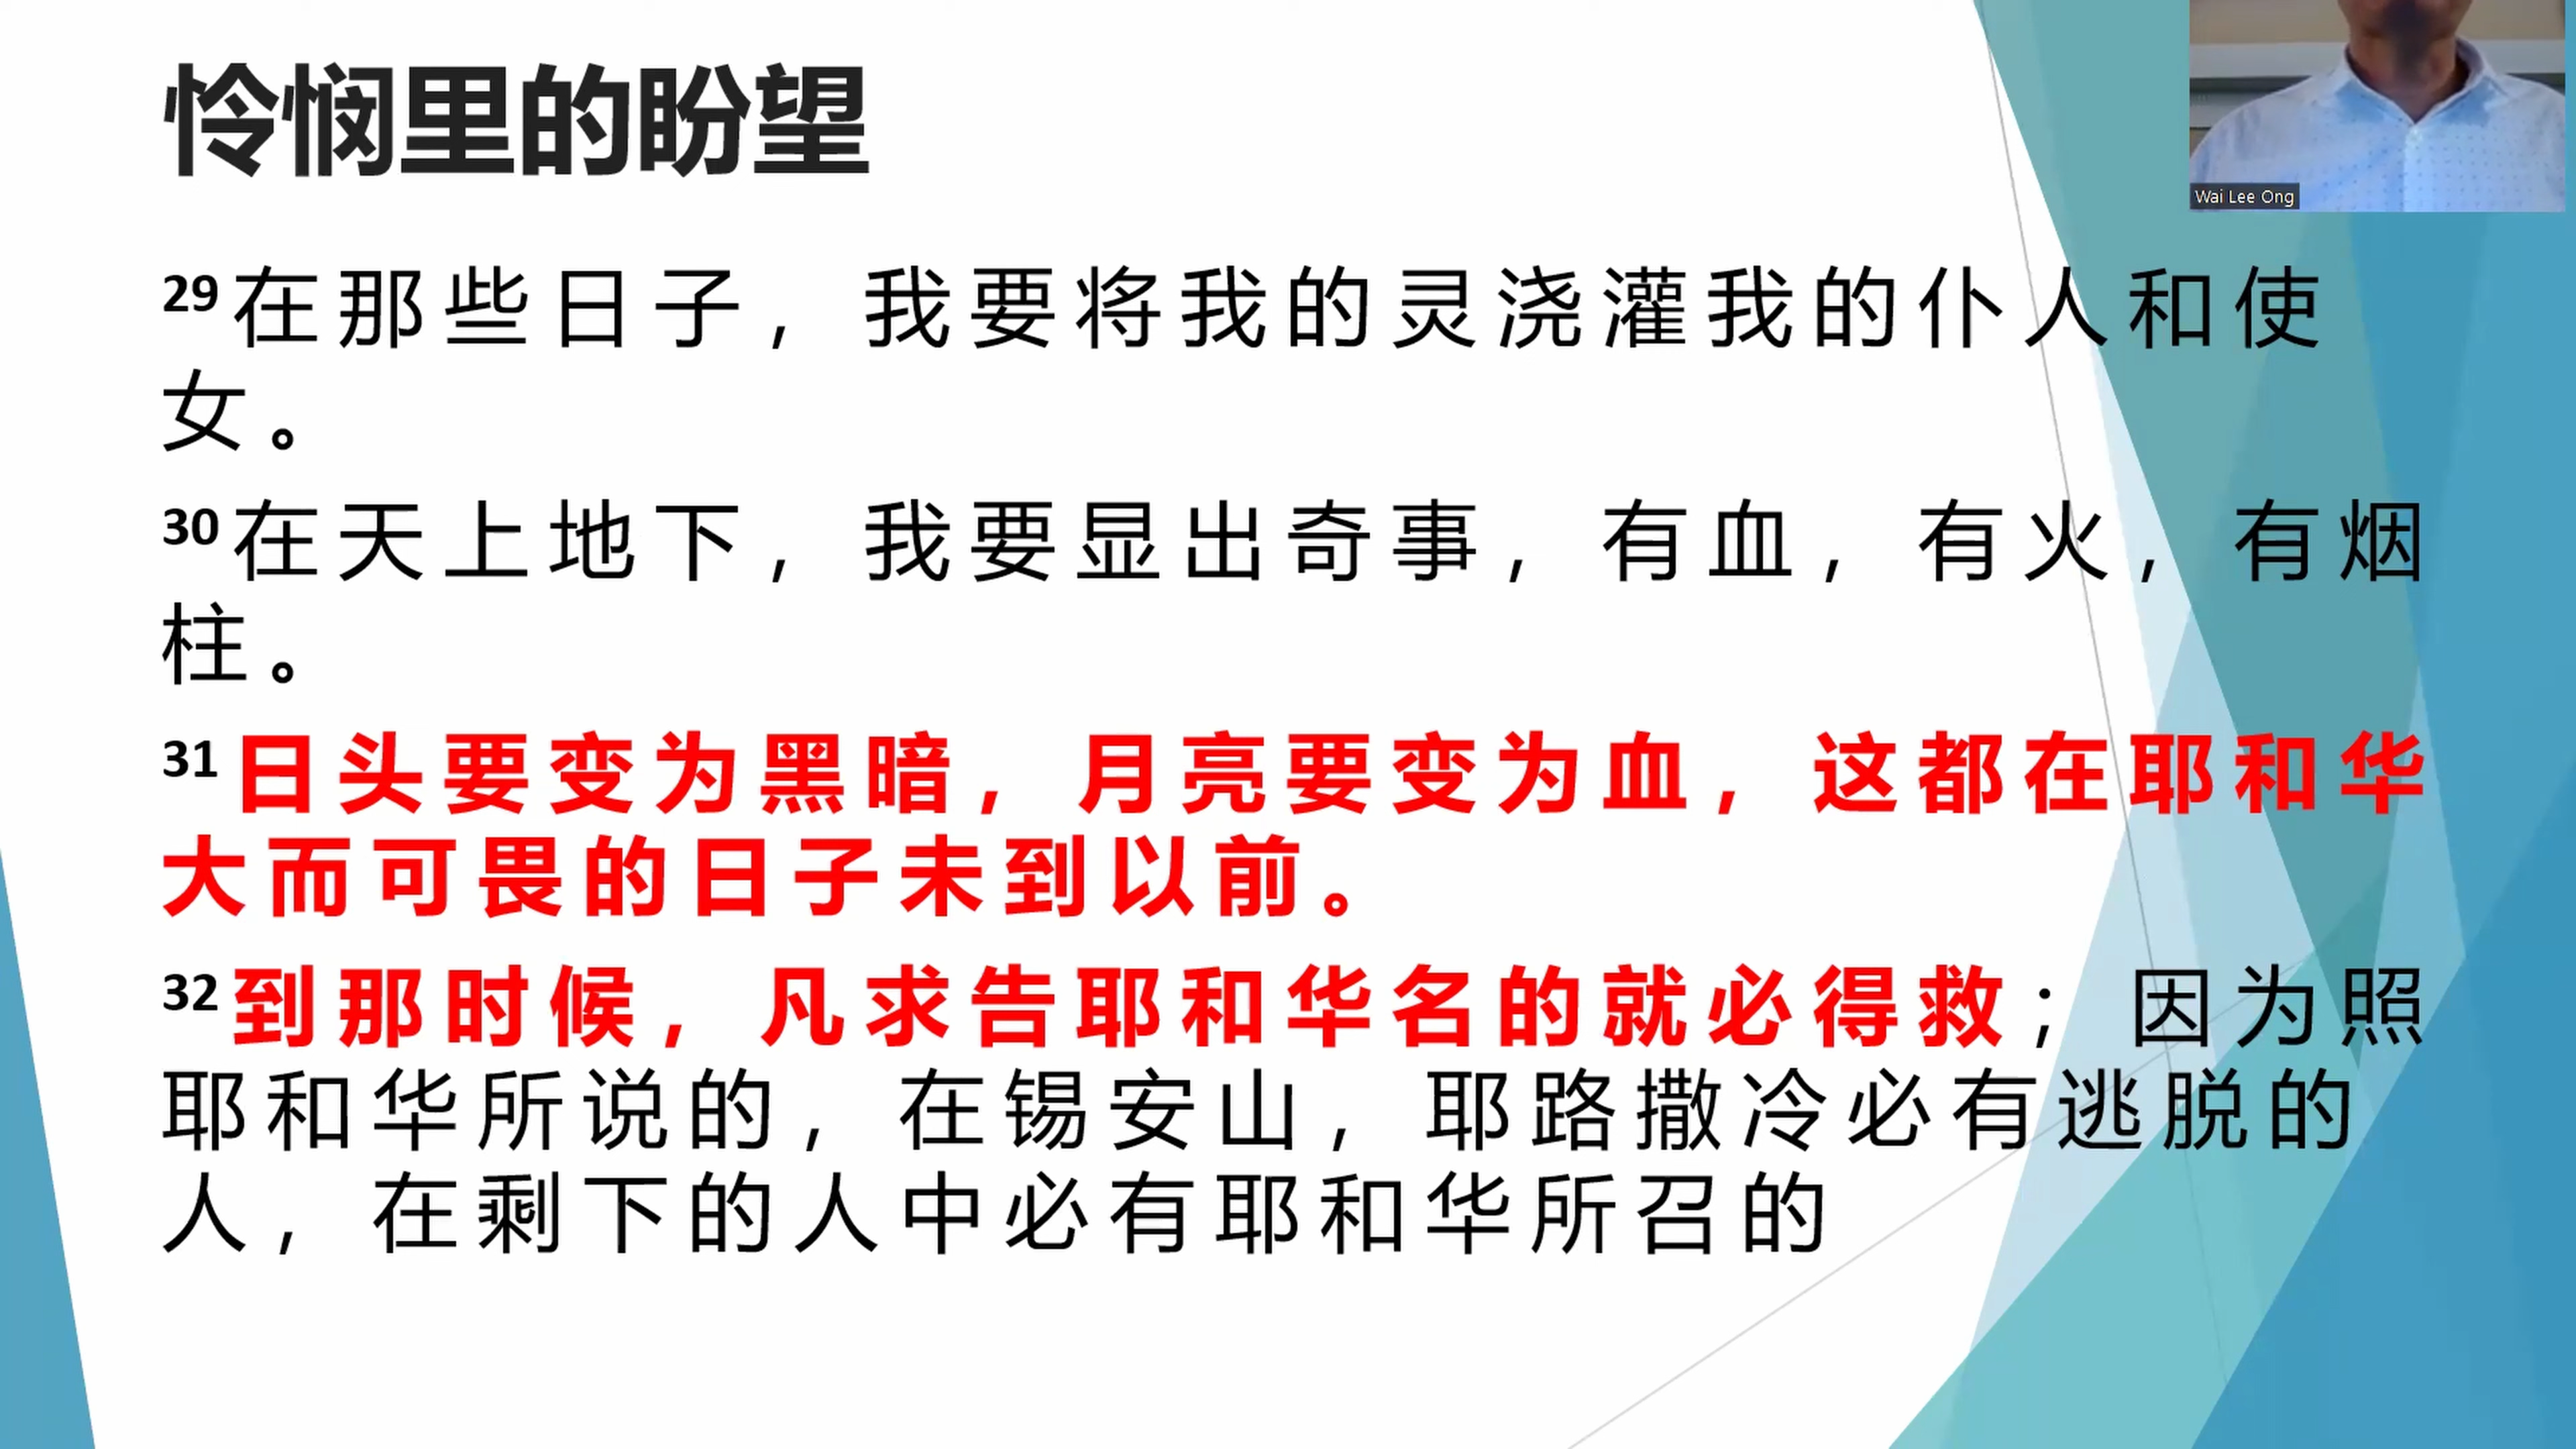 怜悯里的盼望
Wai Lee Ong
29在那些日子，我要将我的灵浇灌我的仆人和使
女。
30在天上地下，我要显出奇事，有血，有火，有烟
柱。
31日头要变为黑暗，月亮要变为血，这都在耶和华
大而可畏的日子未到以前。
32到那时候，凡求告耶和华名的就必得救；因为照
耶和华所说的，在锡安山，耶路撒冷必有逃脱的
人，在剩下的人中必有耶和华所召的